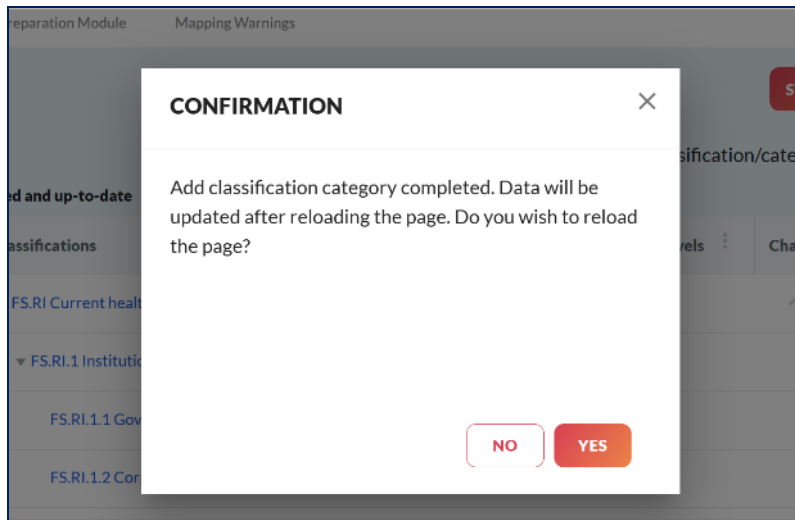 reparation Module Mapping Warnings
CONFIRMATION
sification/cate
Add classification category completed. Data will be
updated after reloading the page. Do you wish to reload
the page?
ed and up-to-date
assifications
vels
Cha
FS.RI Current healt
FS.RI.1 Institutio
FS.RI.1.1 Gov
FS.RI.1.2 Cor
NO YES